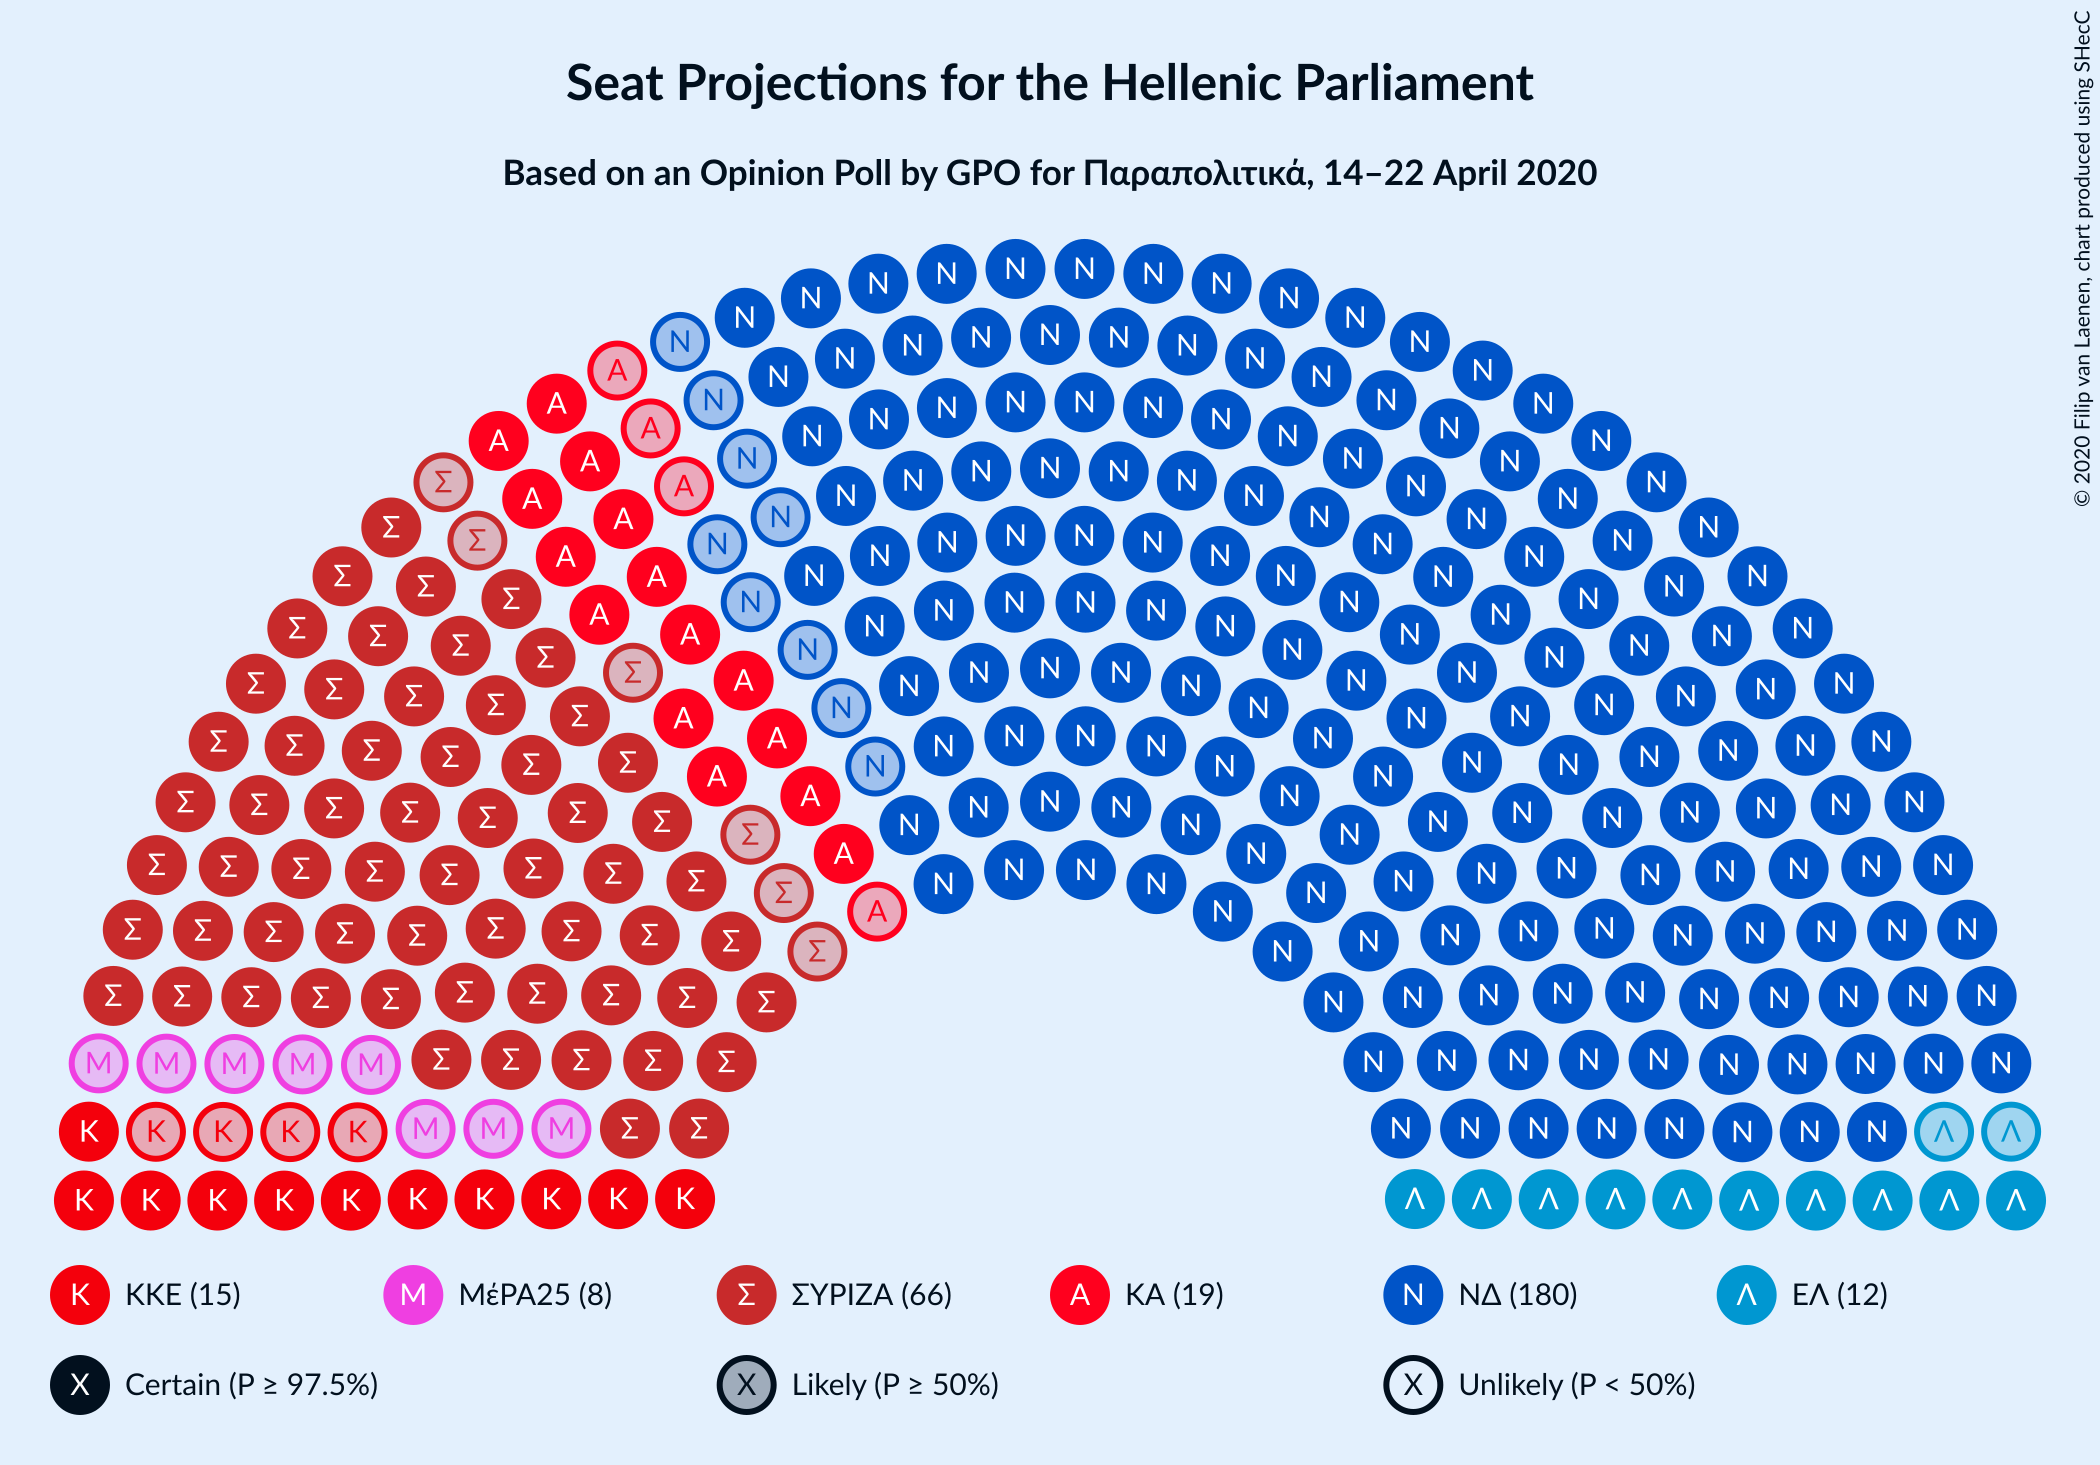 Seat Projections for the Hellenic Parliament
Based on an Opinion Poll by GPO for Παραπολιτικά, 14–22 April 2020
© 2020 Filip van Laenen, chart produced using SHecC
Κ ΚΚΕ (15) Μ ΜέΡΑ25 (8) Σ ΣΥΡΙΖΑ (66) Α ΚΑ (19) Ν ΝΔ (180) Λ ΕΛ (12)
X Certain (P ≥ 97.5%) X Likely (P ≥ 50%) X Unlikely (P < 50%)